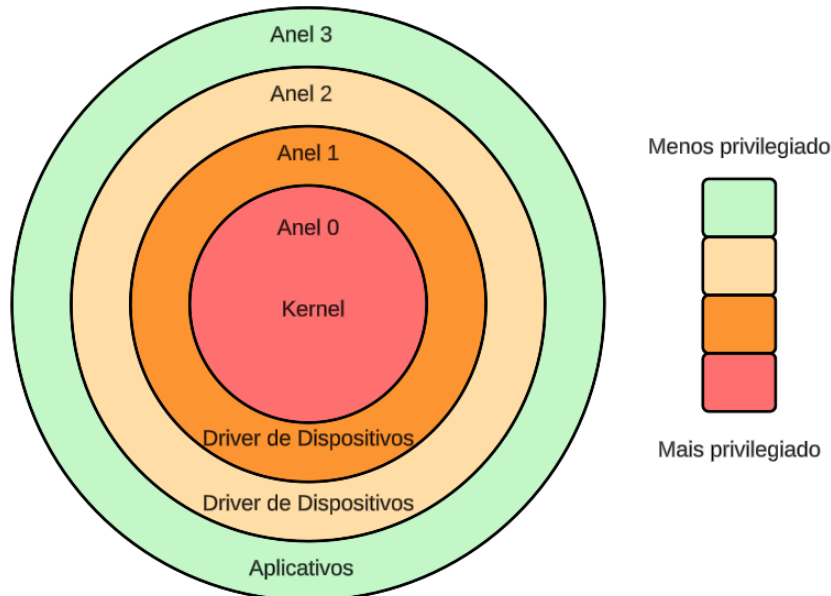 Anel 3
Anel 2
Anel 1
Anel 0
Kernel
Driver de Dispositivos
Driver de Dispositivos
Aplicativos
Menos privilegiado
Mais privilegiado